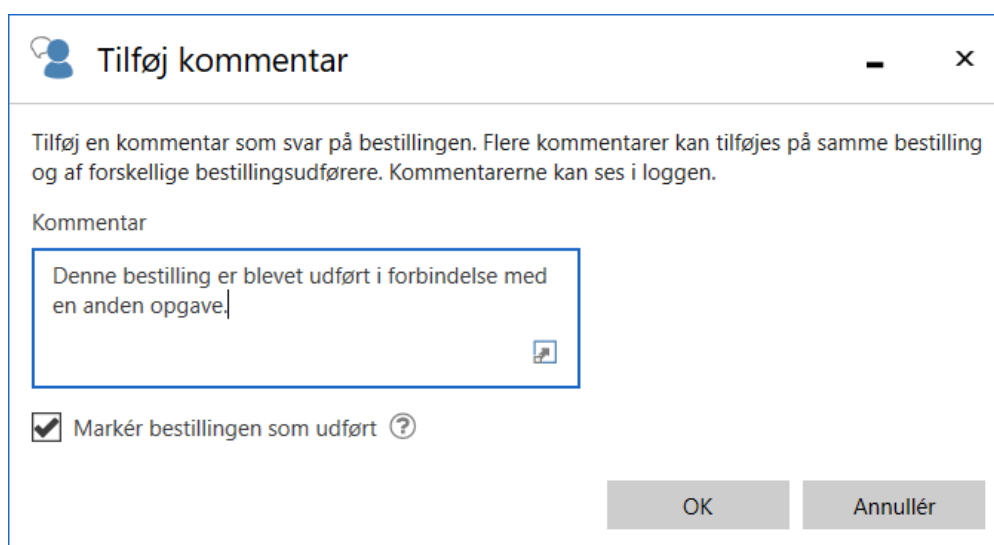 Tilføj kommentar
Tilføj en kommentar som svar på bestillingen. Flere kommentarer kan tilføjes på samme bestilling
og af forskellige bestillingsudførere. Kommentarerne kan ses i loggen.
Kommentar
Denne bestilling er blevet udført i forbindelse med
en anden opgave.
Markér bestillingen som udført ?
OK
Annullér